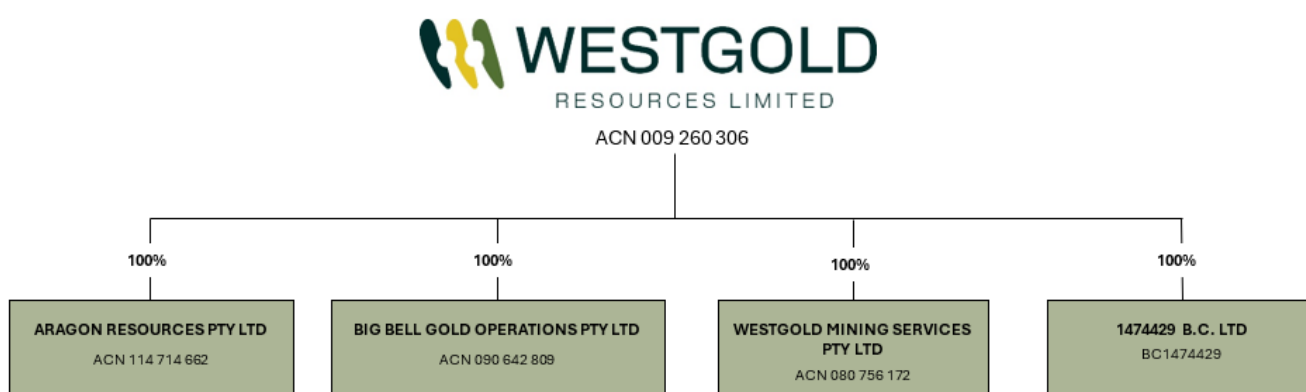 WESTGOLD
RESOURCES LIMITED
ACN 009 260 306
100%
100%
100%
100%
ARAGON RESOURCES PTY LTD
ACN 114 714 662
BIG BELL GOLD OPERATIONS PTY LTD
ACN 090 642 809
WESTGOLD MINING SERVICES
PTY LTD
ACN 080 756 172
1474429 B.C. LTD
BC1474429